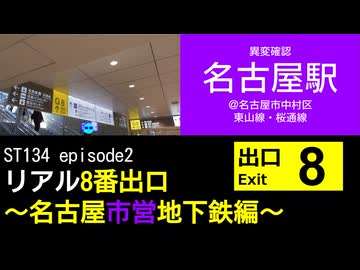 異変確認
名古屋駅
@名古屋市中村区
東山線・桜通線
ST134 episode2
リアル8番出口
～名古屋市営地下鉄編～
出口
Exit
8